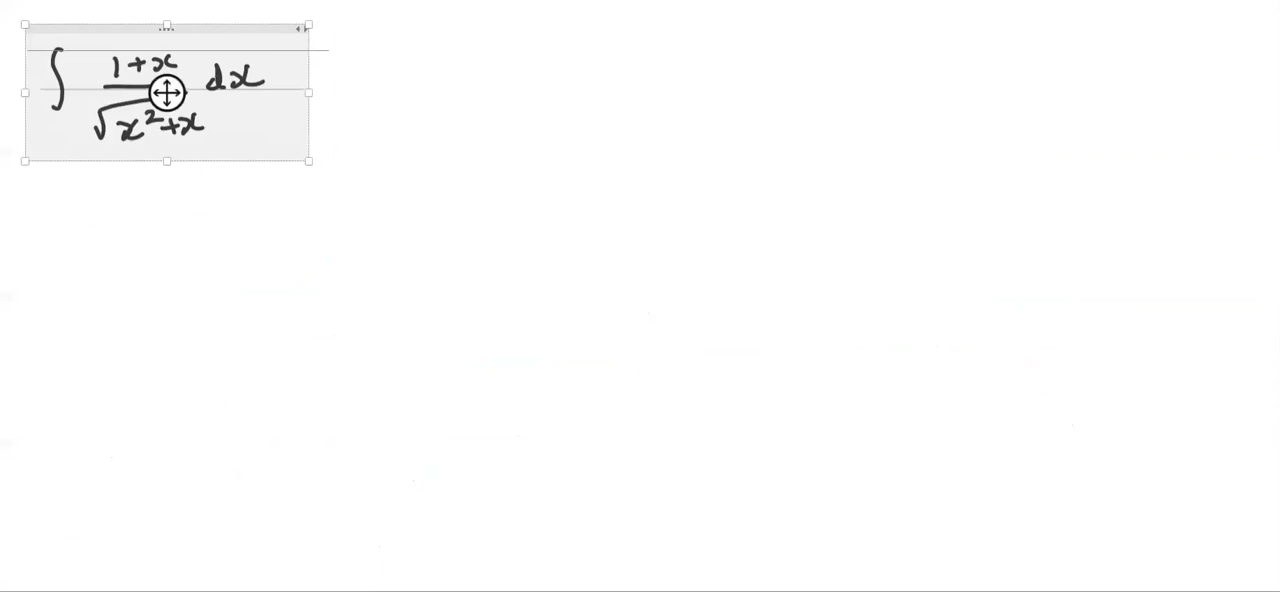 ∫ (1+x)/√(x²+x) dx